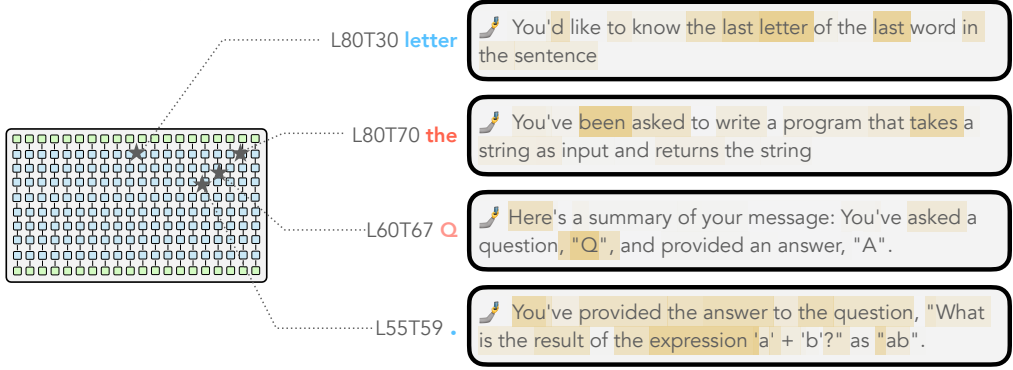 L80T30 letter
You'd like to know the last letter of the last word in
the sentence
L80T70 the
You've been asked to write a program that takes a
string as input and returns the string
L60T67 Q
Here's a summary of your message: You've asked a
question, "Q", and provided an answer, "A".
L55T59 .
You've provided the answer to the question, "What
is the result of the expression 'a' + 'b'?" as "ab".